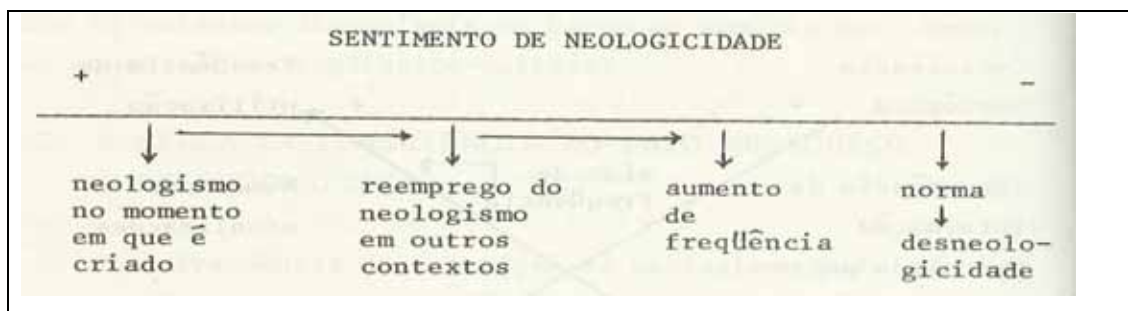 SENTIMENTO DE NEOLOGICIDADE
+ −
neologismo
no momento
em que é
criado
reemprego do
neologismo
em outros
contextos
aumento
de
freqüência
norma
desneolo-
gicidade